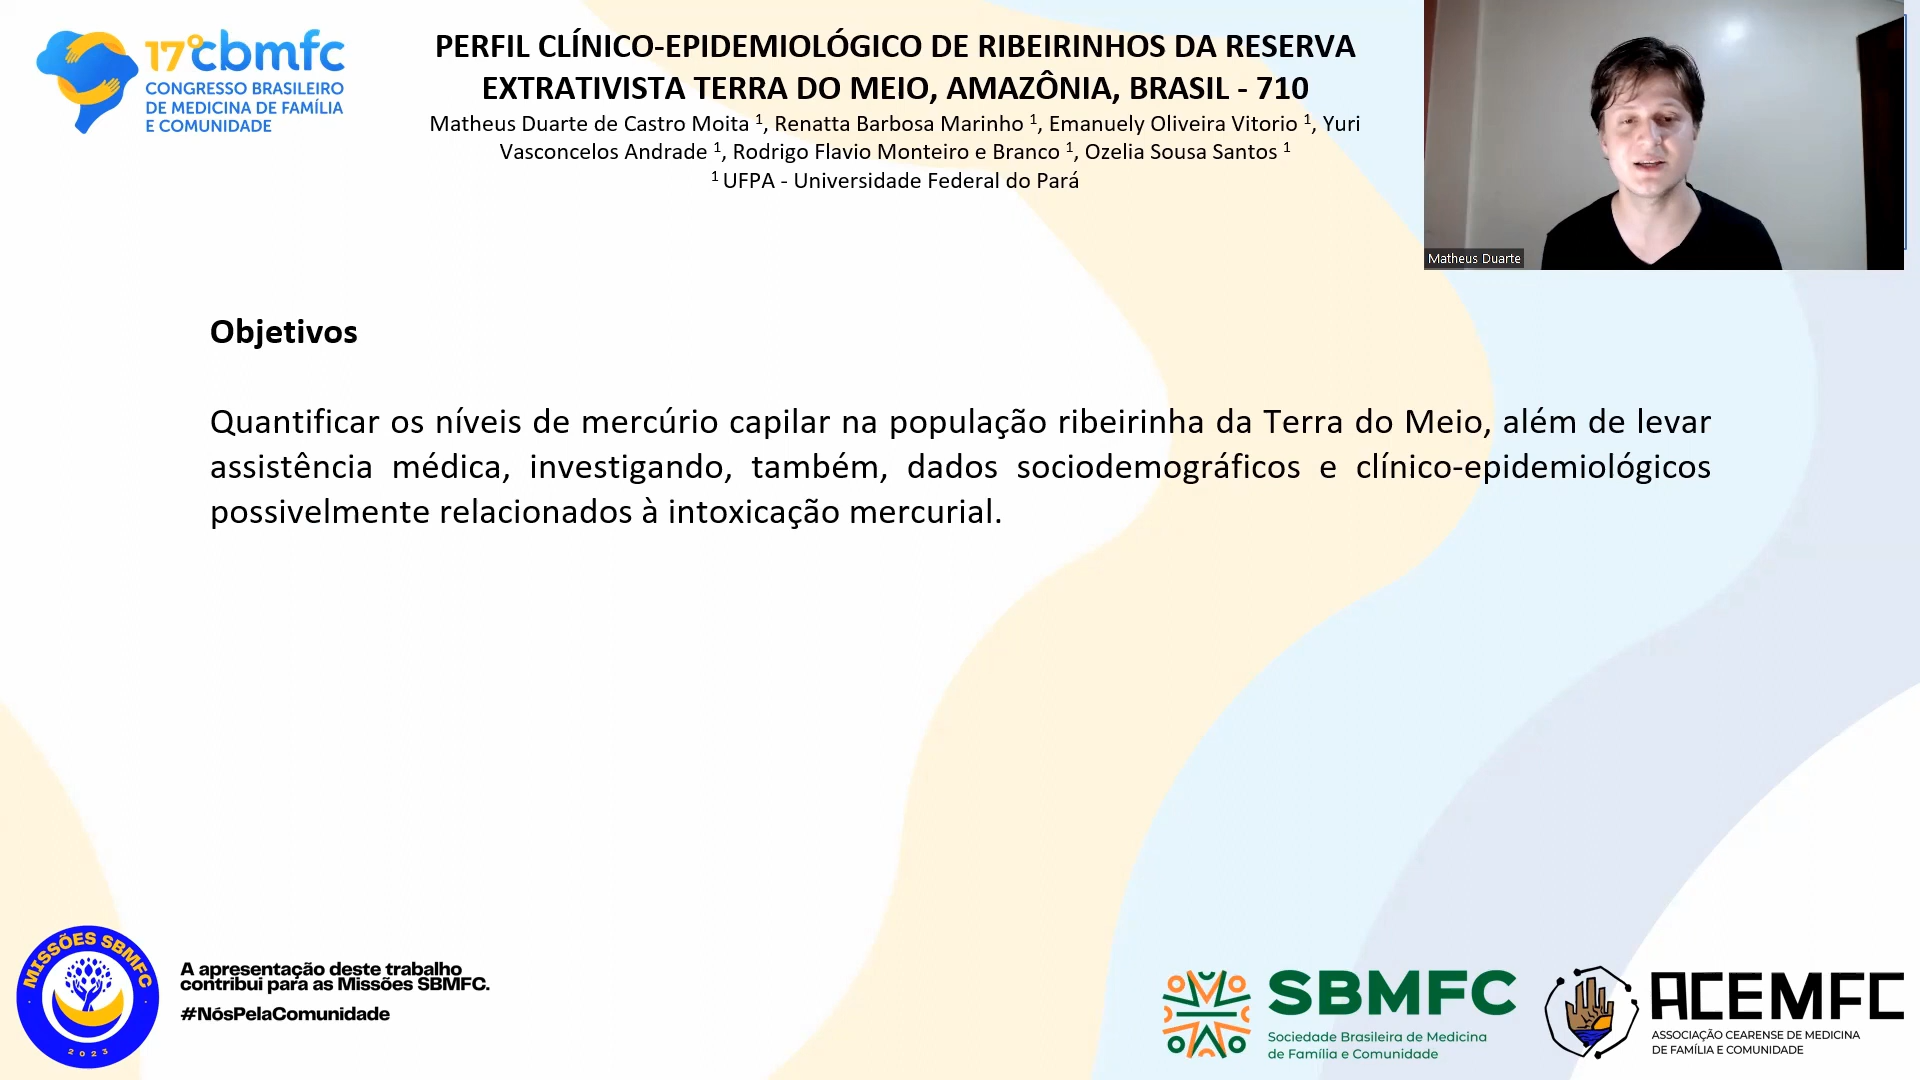 17º cbmfc
CONGRESSO BRASILEIRO
DE MEDICINA DE FAMÍLIA
E COMUNIDADE
PERFIL CLÍNICO-EPIDEMIOLÓGICO DE RIBEIRINHOS DA RESERVA
EXTRATIVISTA TERRA DO MEIO, AMAZÔNIA, BRASIL - 710
Matheus Duarte de Castro Moita ¹, Renatta Barbosa Marinho ¹, Emanuely Oliveira Vitorio ¹, Yuri
Vasconcelos Andrade ¹, Rodrigo Flavio Monteiro e Branco ¹, Ozelia Sousa Santos ¹
¹ UFPA - Universidade Federal do Pará
Matheus Duarte
Objetivos
Quantificar os níveis de mercúrio capilar na população ribeirinha da Terra do Meio, além de levar
assistência médica, investigando, também, dados sociodemográficos e clínico-epidemiológicos
possivelmente relacionados à intoxicação mercurial.
MISSÕES SBMFC
2023
A apresentação deste trabalho
contribui para as Missões SBMFC.
#NósPelaComunidade
SBMFC
Sociedade Brasileira de Medicina
de Família e Comunidade
ACEMFC
ASSOCIAÇÃO CEARENSE DE MEDICINA
DE FAMÍLIA E COMUNIDADE